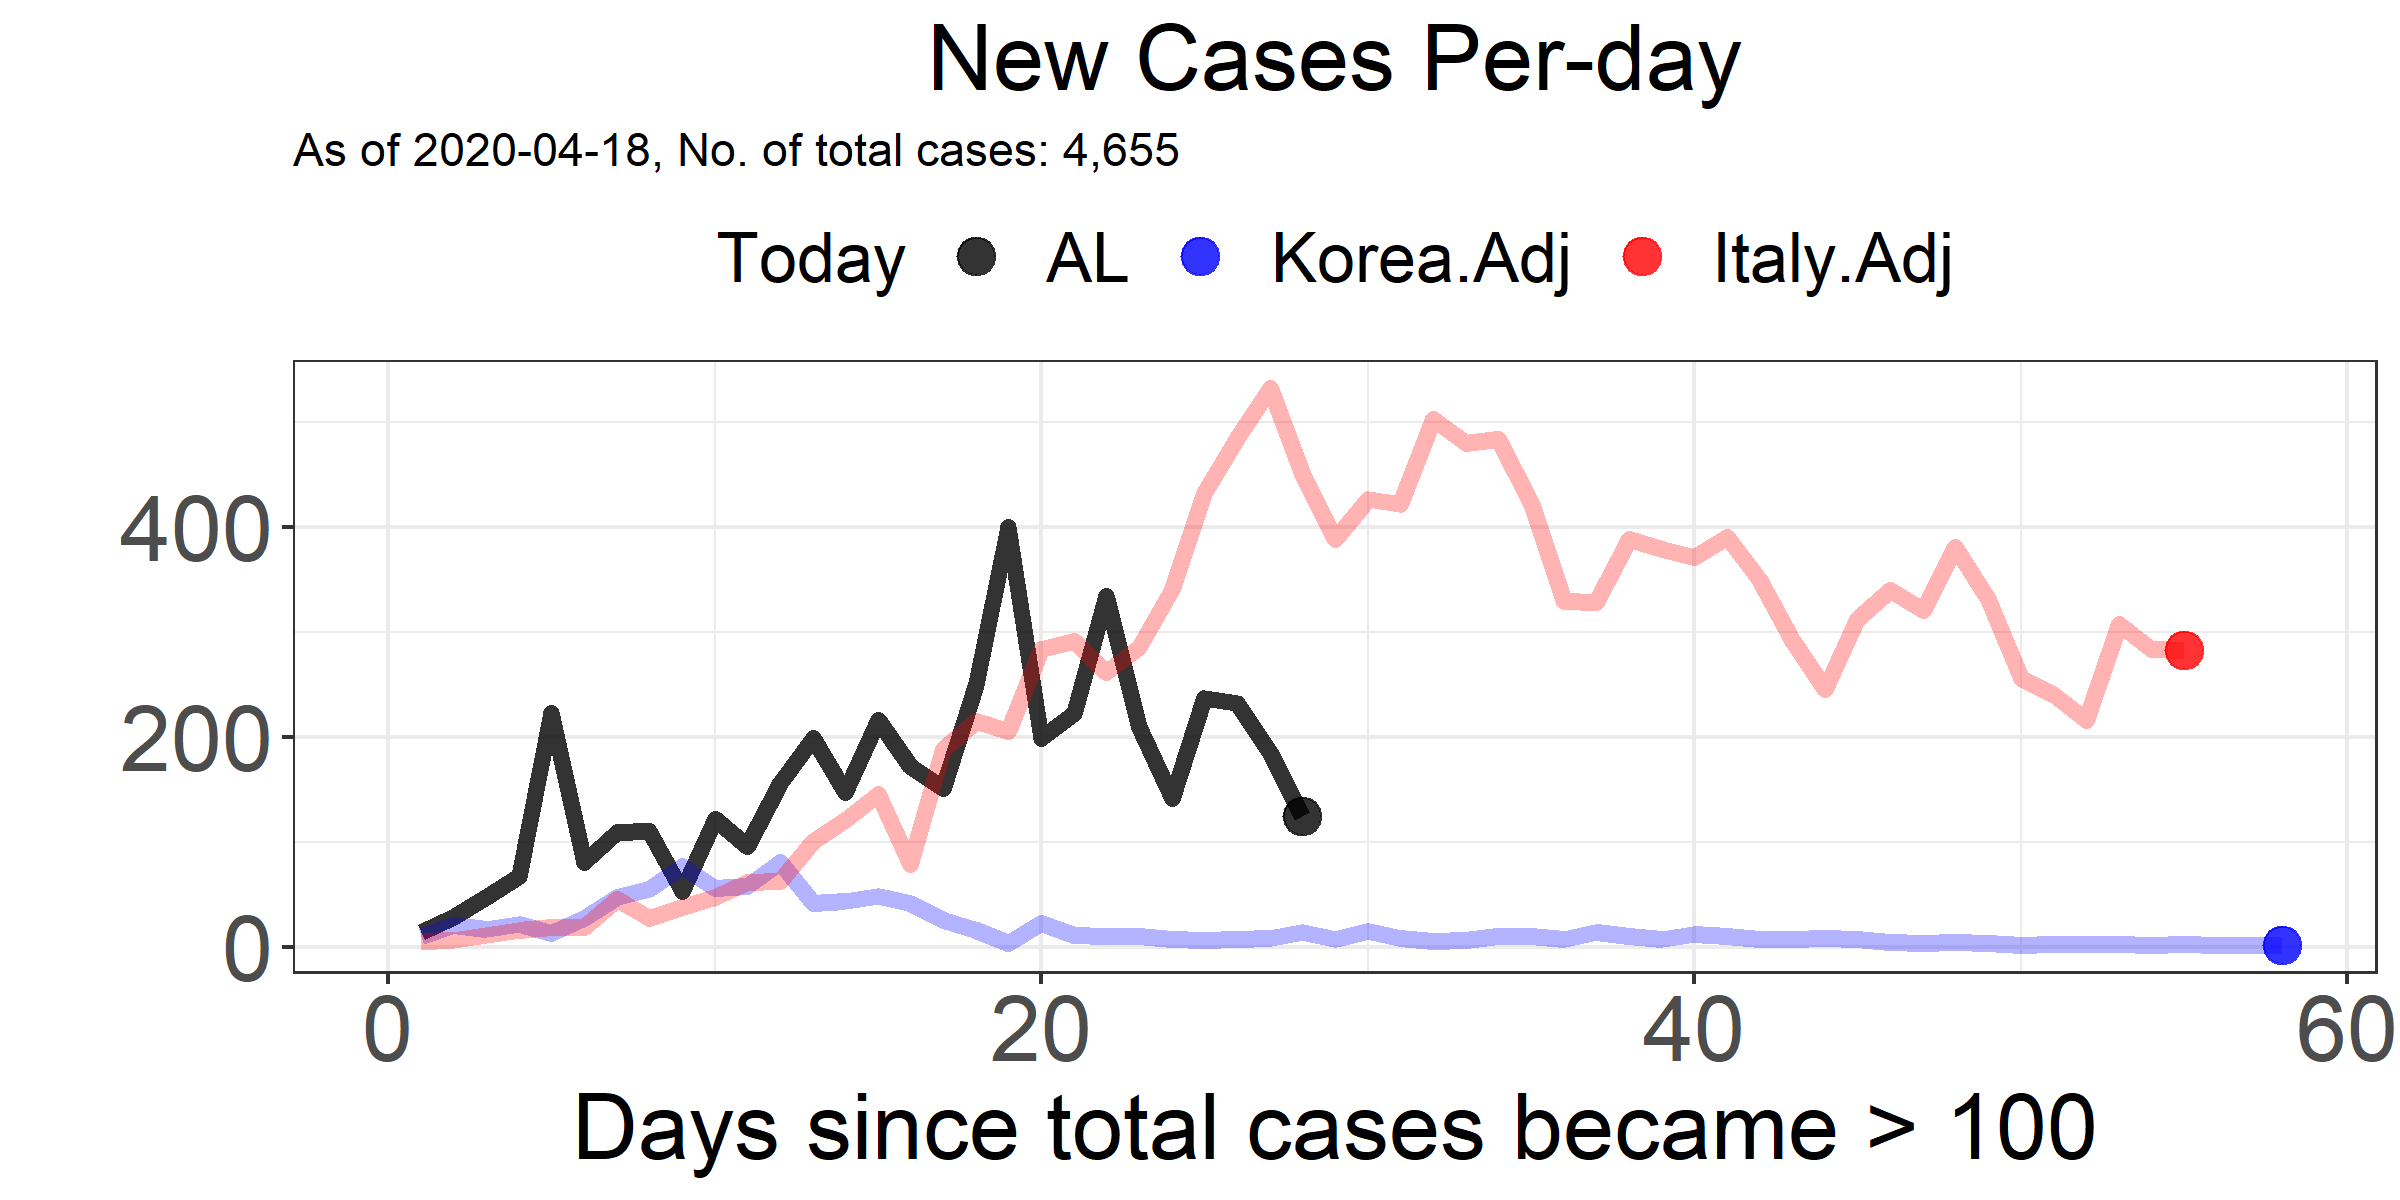 New Cases Per-day
As of 2020-04-18, No. of total cases: 4,655
Today AL Korea.Adj Italy.Adj
400
200
0
0 20 40 60
Days since total cases became > 100